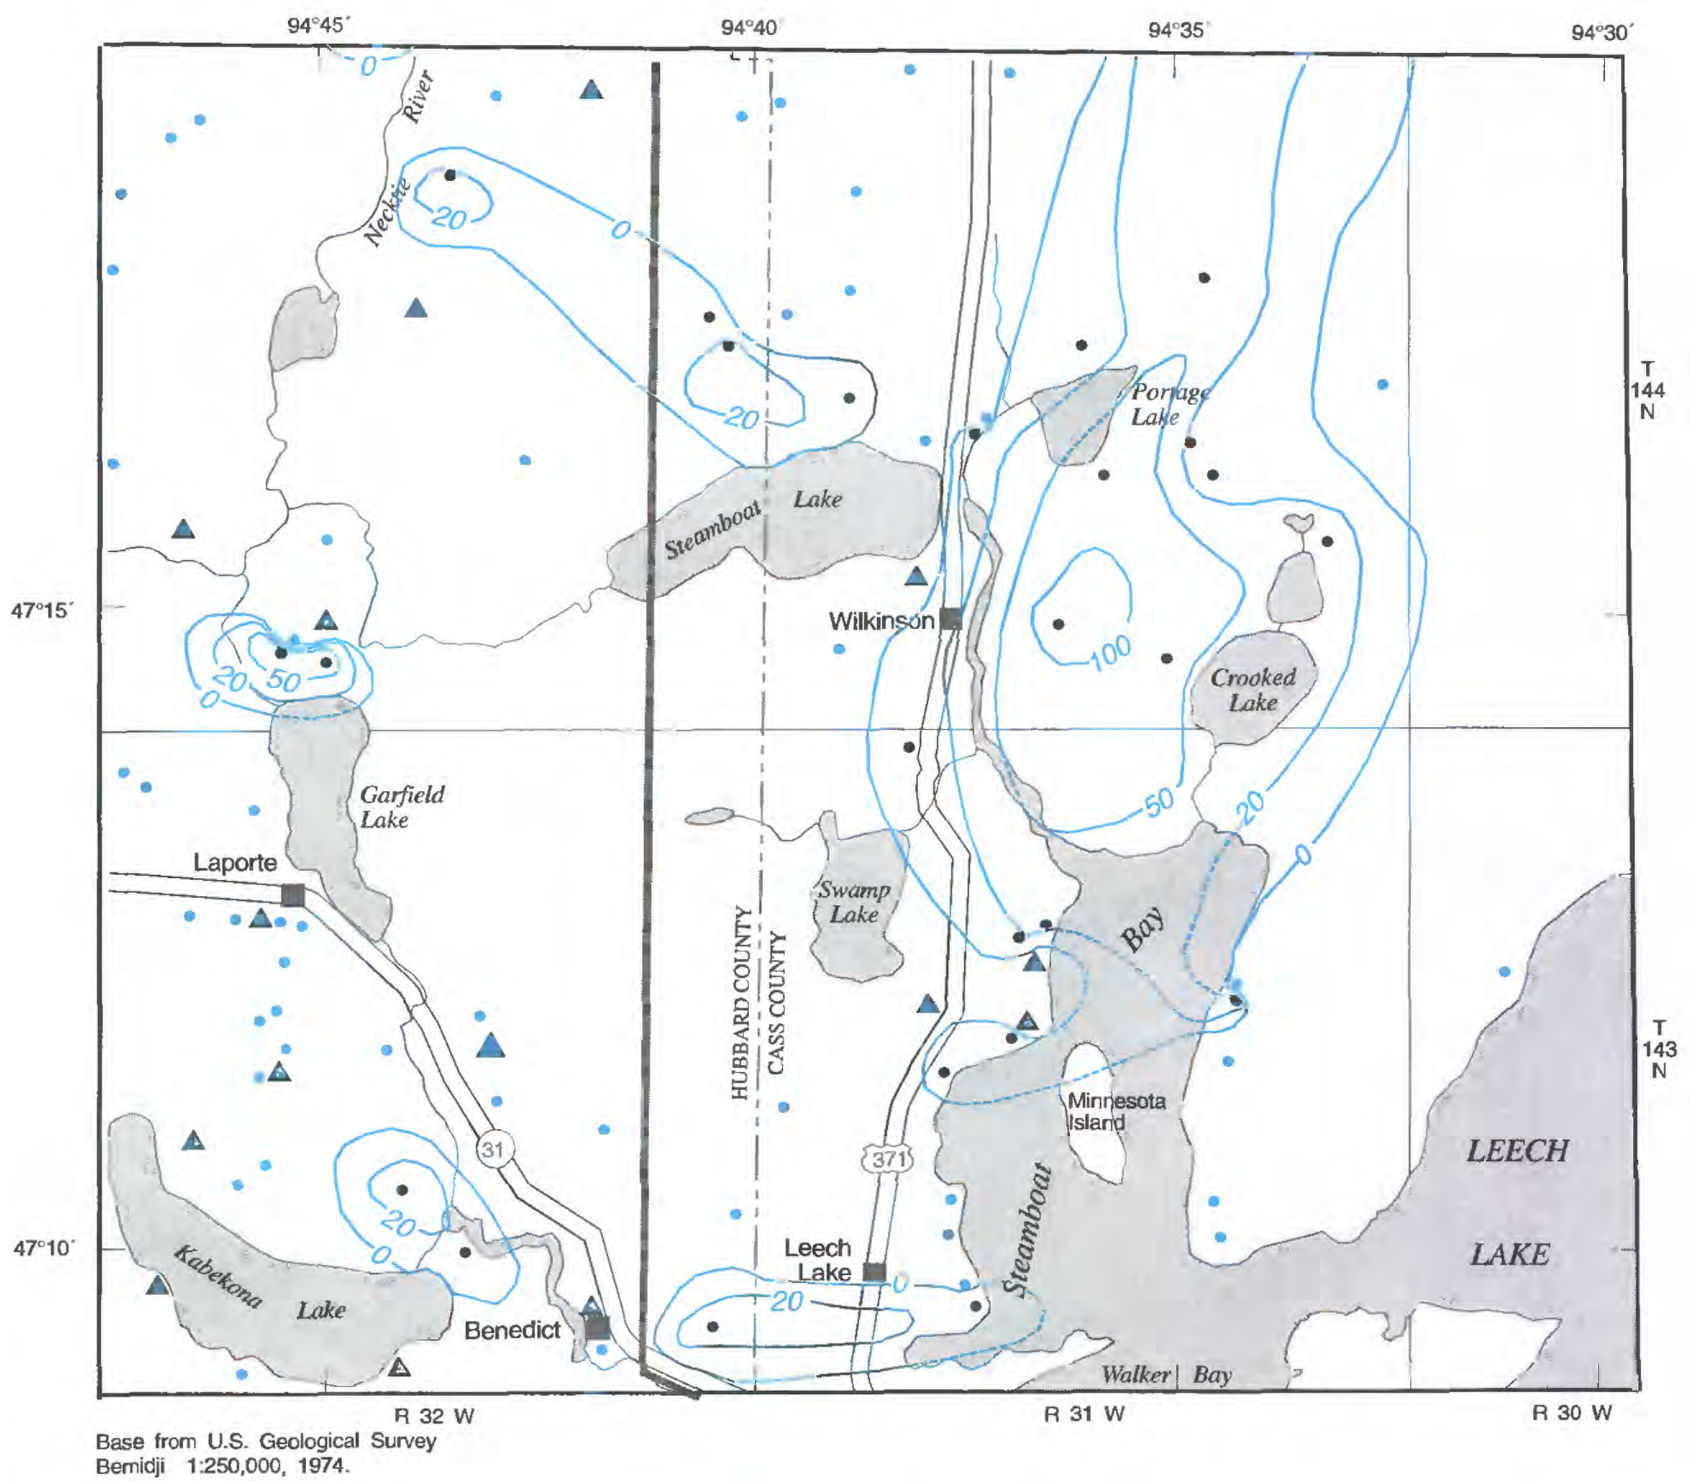 94°45′
94°40′
94°35′
94°30′
0
River
Necktie
20
0
T
144
N
Portage
Lake
20
Steamboat
Lake
47°15′
Wilkinson
100
20
50
0
Crooked
Lake
Garfield
Lake
50
20
0
Laporte
Swamp
Lake
Bay
HUBBARD COUNTY
CASS COUNTY
T
143
N
Minnesota
Island
31
371
LEECH
LAKE
20
0
47°10′
Kabekona
Lake
Leech
Lake
0
20
Steamboat
Benedict
Walker Bay
R 32 W
R 31 W
R 30 W
Base from U.S. Geological Survey
Bemidji 1:250,000, 1974.